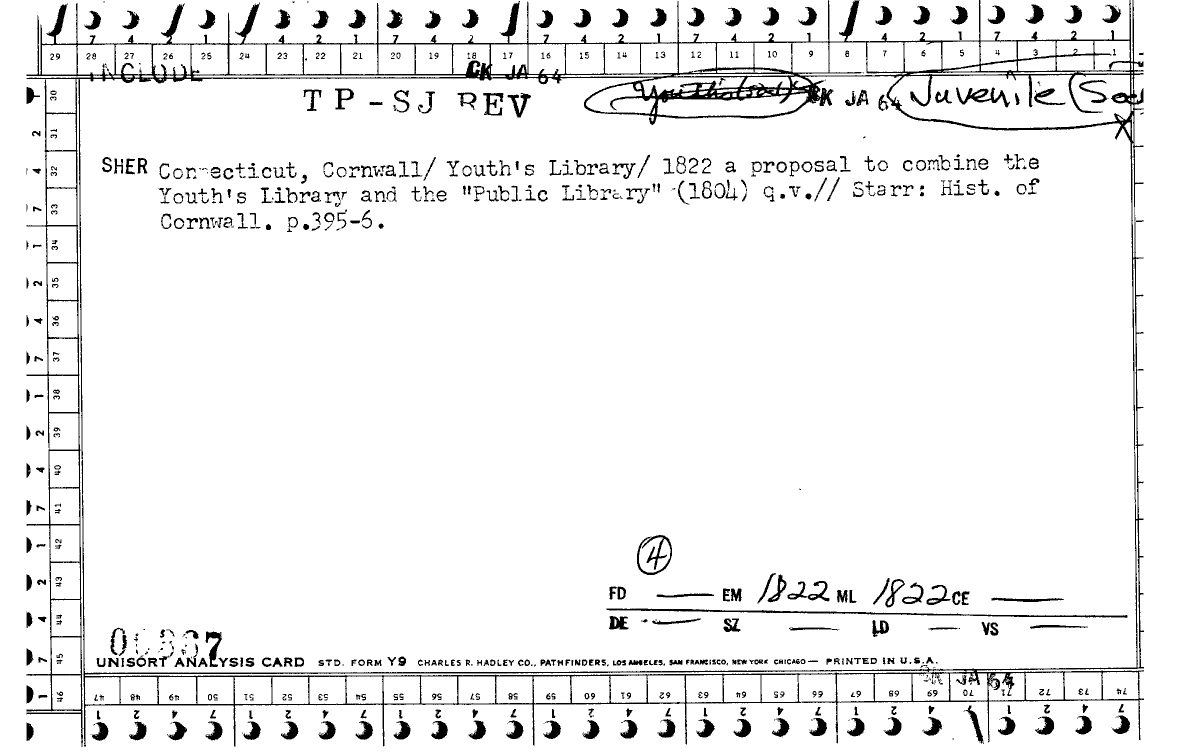 7 4 2 1 7 4 2 1 7 4 2 1 7 4 2 1 7 4 2 1 7 4 2 1
29 28 27 26 25 24 23 22 21 20 19 18 17 16 15 14 13 12 11 10 9 8 7 6 5 4 3 2 1
INCLUDE CK JA 64
TP-SJ REV JA 64 Juvenile (Soc
SHER Connecticut, Cornwall/ Youth's Library/ 1822 a proposal to combine the
Youth's Library and the "Public Library" (1804) q.v.// Starr: Hist. of
Cornwall. p.395-6.
1 30
2 31
4 32
7 33
1 34
2 35
4 36
7 37
1 38
2 39
4 40
7 41
1 42
2 43
4 44
7 45
46
4
FD EM 1822 ML 1822 CE
DE SZ LD VS
UNISORT ANALYSIS CARD STD. FORM Y9 CHARLES R. HADLEY CO., PATHFINDERS, LOS ANGELES, SAN FRANCISCO, NEW YORK CHICAGO — PRINTED IN U.S.A.
JA 64
47 48 49 50 51 52 53 54 55 56 57 58 59 60 61 62 63 64 65 66 67 68 69 70 71 72 73 74
1 2 4 7 1 2 4 7 1 2 4 7 1 2 4 7 1 2 4 7 1 2 4 7 1 2 4 7